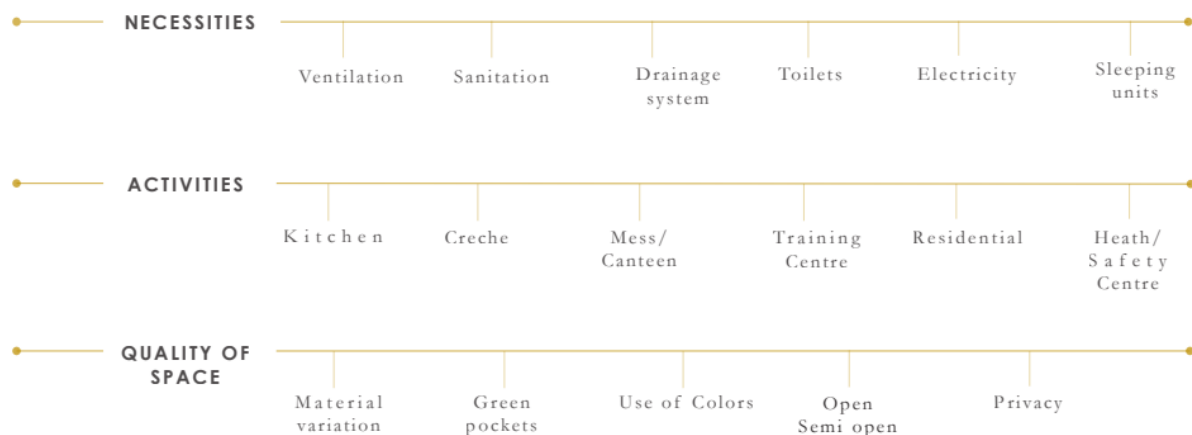 NECESSITIES
Ventilation
Sanitation
Drainage
system
Toilets
Electricity
Sleeping
units
ACTIVITIES
Kitchen
Creche
Mess/
Canteen
Training
Centre
Residential
Heath/
Safety
Centre
QUALITY OF
SPACE
Material
variation
Green
pockets
Use of Colors
Open
Semi open
Privacy